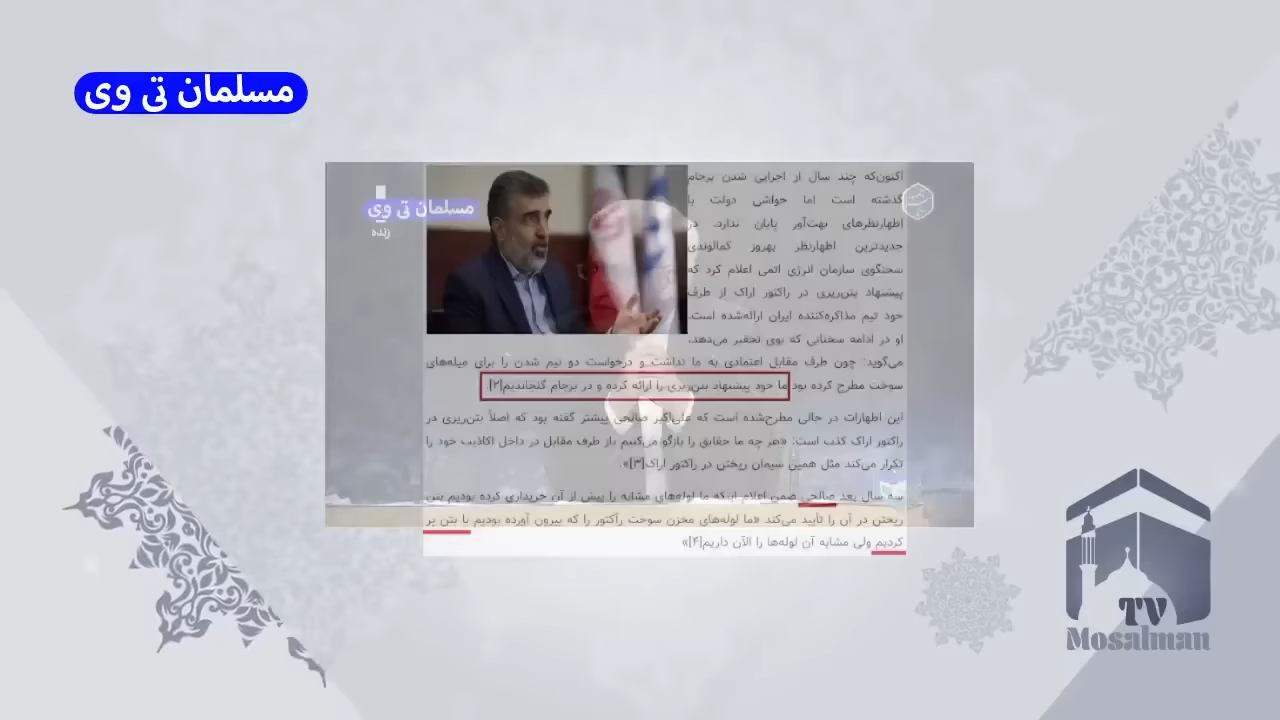 مسلمان تی وی
مسلمان تی وی
زنده
اکنون‌که چند سال از اجرایی شدن برجام
گذشته است اما حواشی دولت با
اظهارنظرهای بهت‌آور پایان ندارد. در
جدیدترین اظهارنظر بهروز کمالوندی
سخنگوی سازمان انرژی اتمی اعلام کرد که
پیشنهاد بتن‌ریزی در راکتور اراک از طرف
خود تیم مذاکره‌کننده ایران ارائه‌شده است.
او در ادامه سخنانی که بوی تحقیر می‌دهد،
می‌گوید: چون طرف مقابل اعتمادی به ما نداشت و درخواست دو نیم شدن را برای میله‌های
سوخت مطرح کرده بود ما خود پیشنهاد بتن‌ریزی را ارائه کرده و در برجام گنجاندیم[۲].
این اظهارات در حالی مطرح‌شده است که علی‌اکبر صالحی پیشتر گفته بود که اصلاً بتن‌ریزی در
راکتور اراک کذب است: «هر چه ما حقایق را بازگو می‌کنیم باز طرف مقابل در داخل اکاذیب خود را
تکرار می‌کند مثل همین سیمان ریختن در راکتور اراک[۳]».
سه سال بعد صالحی ضمن اعلام اینکه ما لوله‌های مشابه را پیش از آن خریداری کرده بودیم بتن
ریختن در آن را تأیید می‌کند «ما لوله‌های مخزن سوخت رآکتور را که بیرون آورده بودیم با بتن پر
کردیم ولی مشابه آن لوله‌ها را الآن داریم[۴]»
TV
Mosalman